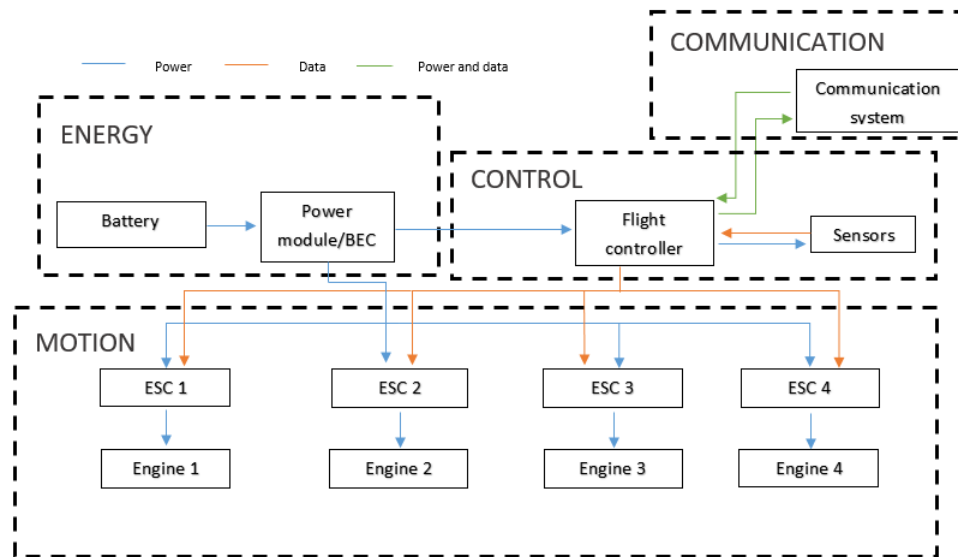 COMMUNICATION
Power
Data
Power and data
Communication
system
ENERGY
CONTROL
Battery
Power
module/BEC
Flight
controller
Sensors
MOTION
ESC 1
ESC 2
ESC 3
ESC 4
Engine 1
Engine 2
Engine 3
Engine 4